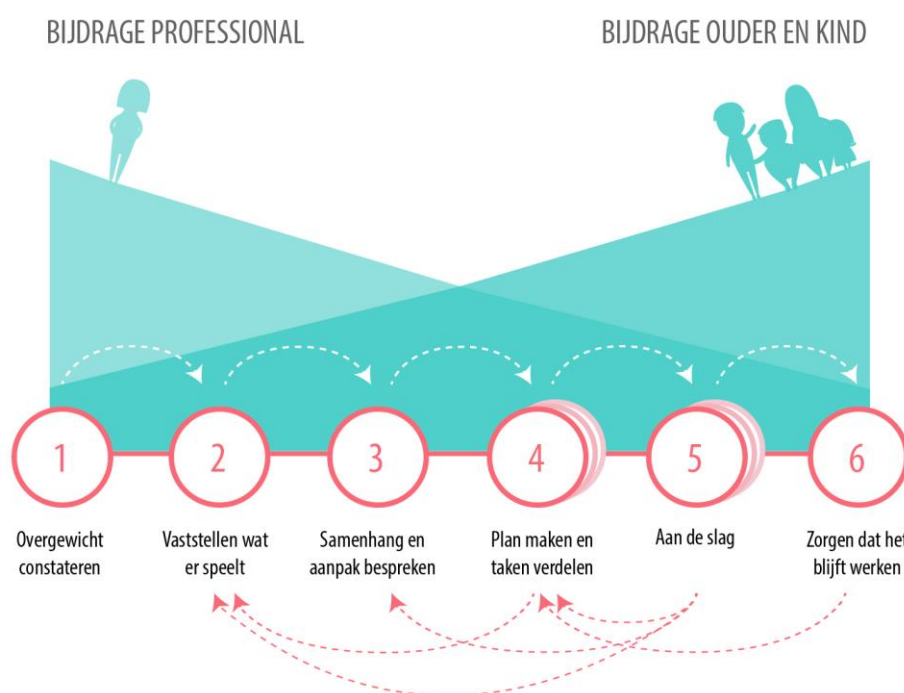 BIJDRAGE PROFESSIONAL
BIJDRAGE OUDER EN KIND
1
2
3
4
5
6
Overgewicht
constateren
Vaststellen wat
er speelt
Samenhang en
aanpak bespreken
Plan maken en
taken verdelen
Aan de slag
Zorgen dat het
blijft werken